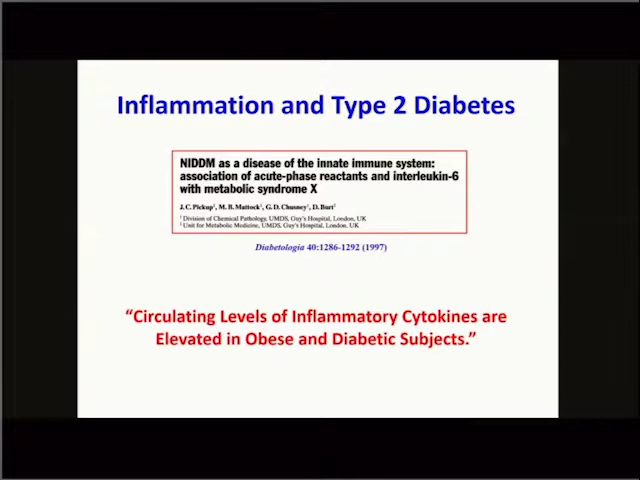 Inflammation and Type 2 Diabetes
NIDDM as a disease of the innate immune system:
association of acute-phase reactants and interleukin-6
with metabolic syndrome X
J. C. Pickup¹, M. B. Mattock², G. D. Chusney¹, D. Burt¹
¹ Division of Chemical Pathology, UMDS, Guy's Hospital, London, UK
² Unit for Metabolic Medicine, UMDS, Guy's Hospital, London, UK
Diabetologia 40:1286-1292 (1997)
“Circulating Levels of Inflammatory Cytokines are
Elevated in Obese and Diabetic Subjects.”